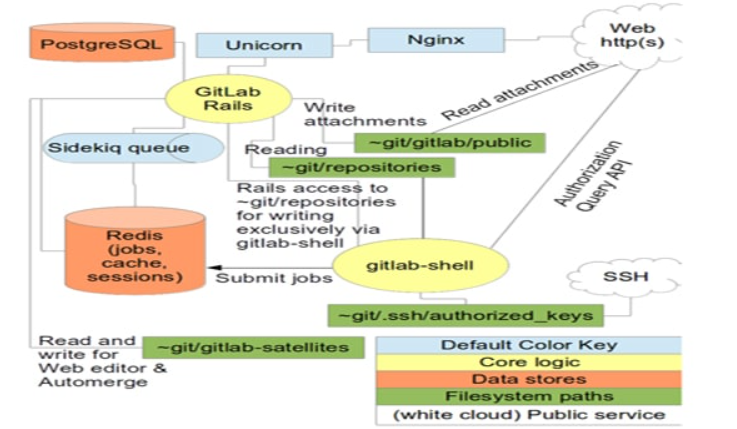 PostgreSQL
Unicorn
Nginx
Web
http(s)
GitLab
Rails
Write
attachments
Read attachments
~git/gitlab/public
Sidekiq queue
Reading
~git/repositories
Authorization
Query API
Rails access to
~git/repositories
for writing
exclusively via
gitlab-shell
Redis
(jobs,
cache,
sessions)
gitlab-shell
Submit jobs
SSH
~git/.ssh/authorized_keys
Read and
write for
Web editor &
Automerge
~git/gitlab-satellites
Default Color Key
Core logic
Data stores
Filesystem paths
(white cloud) Public service